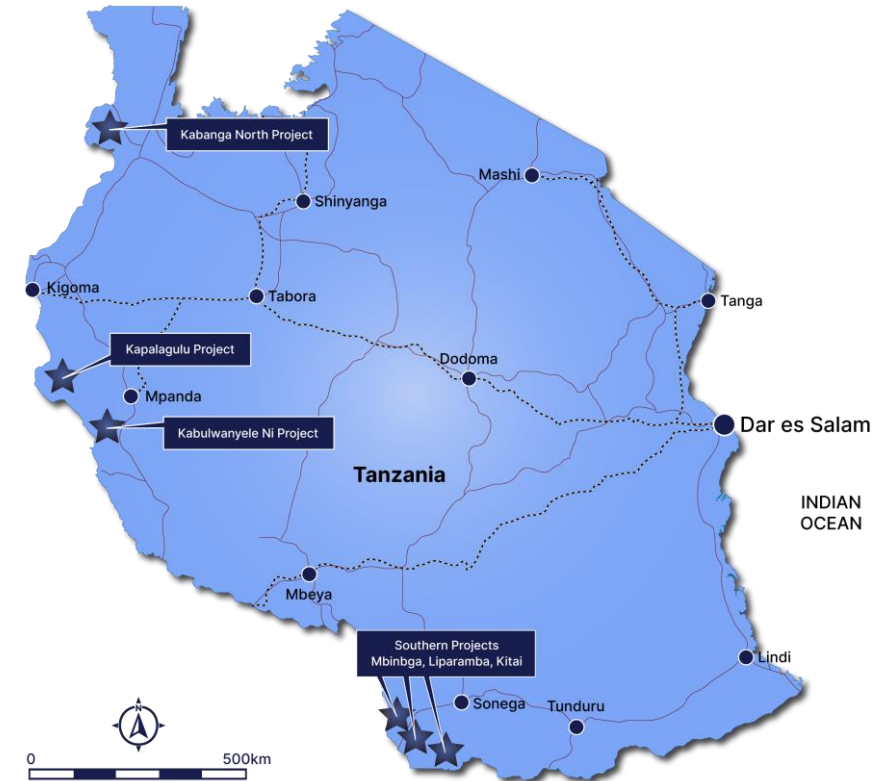 Kabanga North Project
Mashi
Shinyanga
Kigoma
Tabora
Tanga
Kapalagulu Project
Dodoma
Mpanda
Dar es Salam
Kabulwanyele Ni Project
Tanzania
INDIAN
OCEAN
Mbeya
Southern Projects
Mbinbga, Liparamba, Kitai
Lindi
Sonega
Tunduru
N
0
500km